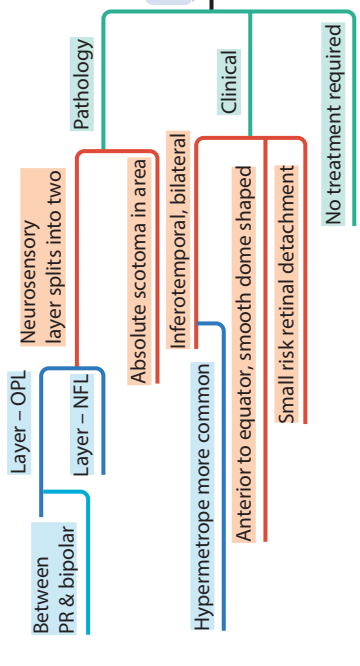 Pathology
Neurosensory
layer splits into two
Layer – OPL
Between
PR & bipolar
Layer – NFL
Absolute scotoma in area
Clinical
Inferotemporal, bilateral
Hypermetrope more common
Anterior to equator, smooth dome shaped
Small risk retinal detachment
No treatment required